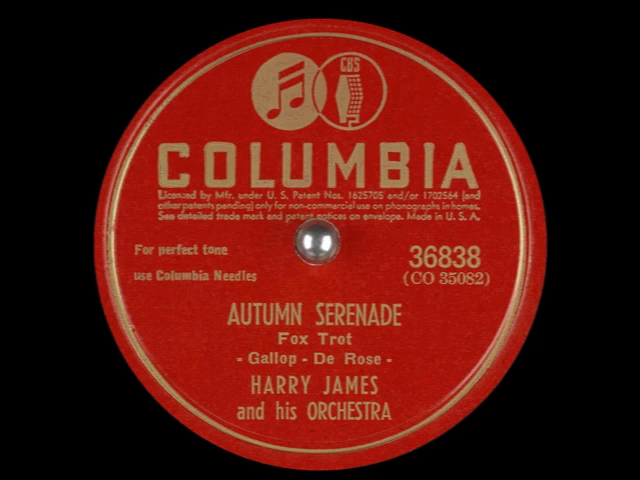 CBS
COLUMBIA
Licensed by Mfr. under U. S. Patent Nos. 1625705 and/or 1702564 (and
other patents pending) only for non-commercial use on phonographs in homes.
See detailed trade mark and patent notices on envelope. Made in U. S. A.
For perfect tone
use Columbia Needles
36838
(CO 35082)
AUTUMN SERENADE
Fox Trot
- Gallop - De Rose -
HARRY JAMES
and his ORCHESTRA